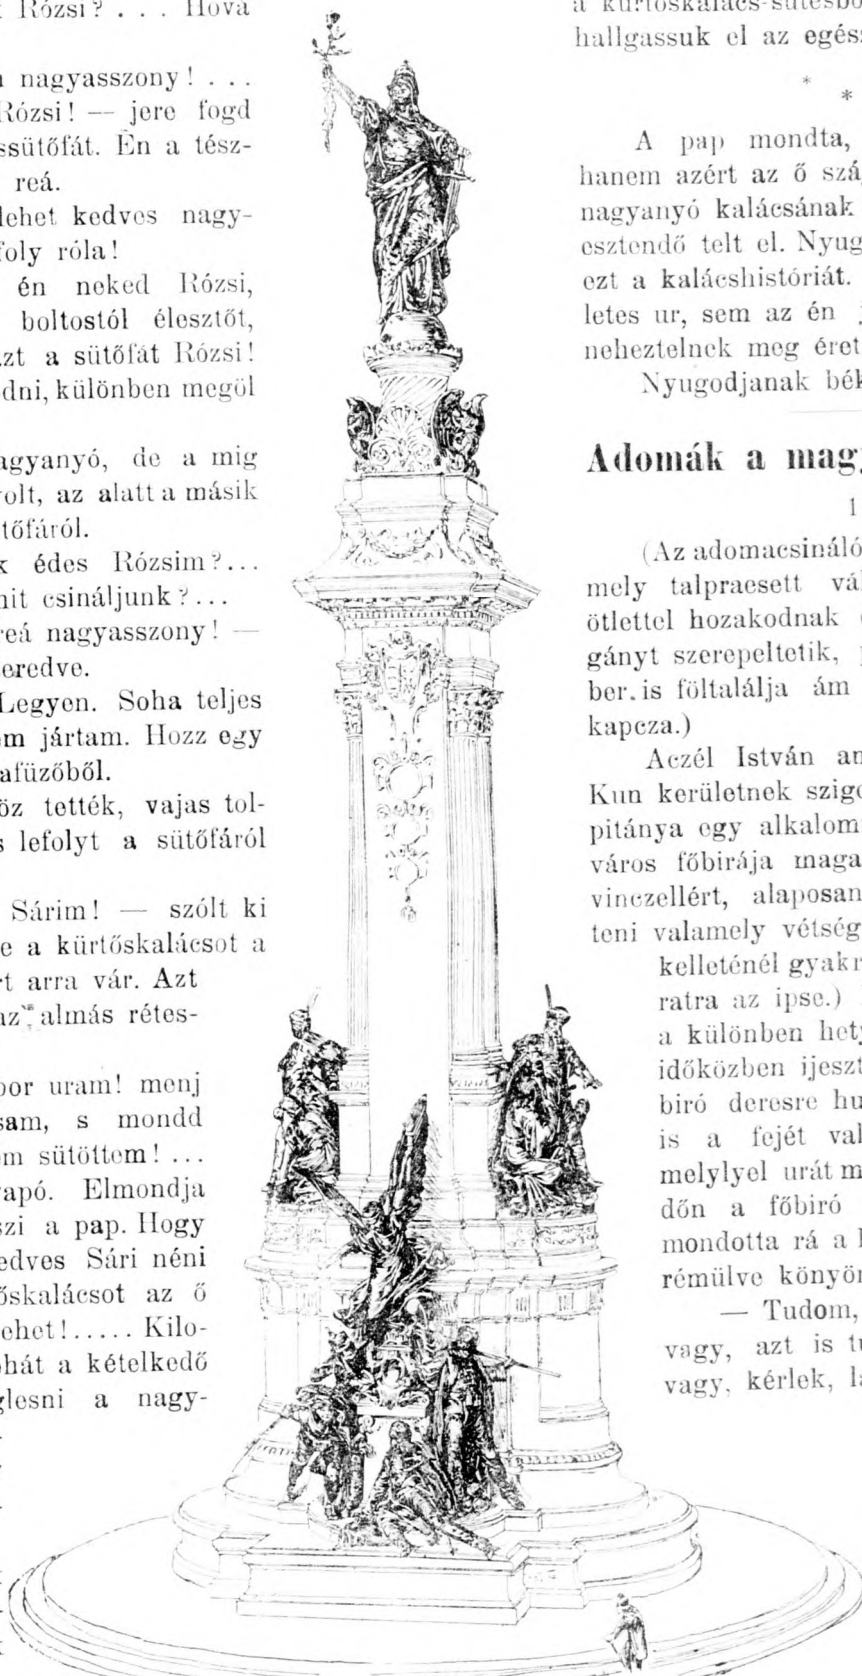 Rózsi? . . . Hova
nagyasszony! . . .
Rózsi! — jere fogd
ssütőfát. Én a tész-
reá.
lehet kedves nagy-
foly róla!
én neked Rózsi,
boltostól élesztőt,
zt a sütőfát Rózsi!
dni, különben megöl
agyanyó, de a mig
volt, az alatt a másik
tőfáról.
k édes Rózsim?...
mit csináljunk?...
reá nagyasszony! —
eredve.
Legyen. Soha teljes
em jártam. Hozz egy
afüzőből.
öz tették, vajas tol-
s lefolyt a sütőfáról
Sárim! — szólt ki
e a kürtőskalácsot a
rt arra vár. Azt
az almás rétes-
bor uram! menj
sam, s mondd
m sütöttem! ...
yapó. Elmondja
szi a pap. Hogy
edves Sári néni
őskalácsot az ő
ehet!..... Kilo-
hát a kételkedő
glesni a nagy-
a kürtőskalács-sütésbő
hallgassuk el az egész
*
*
A pap mondta,
hanem azért az ő szá
nagyanyó kalácsának
esztendő telt el. Nyug
ezt a kalácshistóriát.
letes ur, sem az én j
neheztelnek meg éret
Nyugodjanak bék
Adomák a magy
1
(Az adomacsináló
mely talpraesett vál
ötlettel hozakodnak
gányt szerepeltetik,
ber is föltalálja ám
kapcza.)
Aczél István an
Kun kerületnek szigo
pitánya egy alkalom
város főbirája maga
vinczellért, alaposan
teni valamely vétség
kelleténél gyakr
ratra az ipse.)
a különben hety
időközben ijeszt
biró deresre hu
is a fejét val
melylyel urát m
dőn a főbiró
mondotta rá a
rémülve könyör
— Tudom,
vagy, azt is tu
vagy, kérlek, la